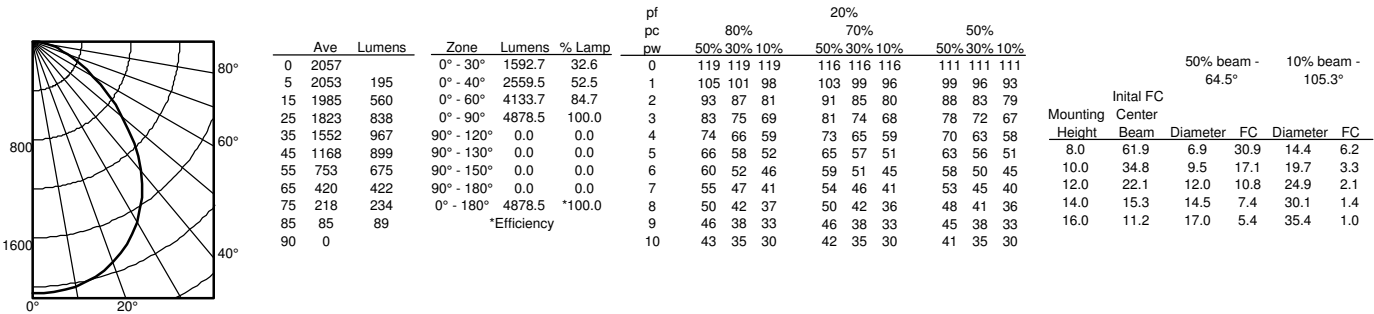 80°
60°
40°
20°
0°
800
1600
Ave Lumens
0 2057
5 2053 195
15 1985 560
25 1823 838
35 1552 967
45 1168 899
55 753 675
65 420 422
75 218 234
85 85 89
90 0
Zone Lumens % Lamp
0° - 30° 1592.7 32.6
0° - 40° 2559.5 52.5
0° - 60° 4133.7 84.7
0° - 90° 4878.5 100.0
90° - 120° 0.0 0.0
90° - 130° 0.0 0.0
90° - 150° 0.0 0.0
90° - 180° 0.0 0.0
0° - 180° 4878.5 *100.0
*Efficiency
pf 20%
pc 80% 70% 50%
pw 50% 30% 10% 50% 30% 10% 50% 30% 10%
0 119 119 119 116 116 116 111 111 111
1 105 101 98 103 99 96 99 96 93
2 93 87 81 91 85 80 88 83 79
3 83 75 69 81 74 68 78 72 67
4 74 66 59 73 65 59 70 63 58
5 66 58 52 65 57 51 63 56 51
6 60 52 46 59 51 45 58 50 45
7 55 47 41 54 46 41 53 45 40
8 50 42 37 50 42 36 48 41 36
9 46 38 33 46 38 33 45 38 33
10 43 35 30 42 35 30 41 35 30
50% beam - 10% beam -
64.5° 105.3°
Inital FC
Mounting Center
Height Beam Diameter FC Diameter FC
8.0 61.9 6.9 30.9 14.4 6.2
10.0 34.8 9.5 17.1 19.7 3.3
12.0 22.1 12.0 10.8 24.9 2.1
14.0 15.3 14.5 7.4 30.1 1.4
16.0 11.2 17.0 5.4 35.4 1.0